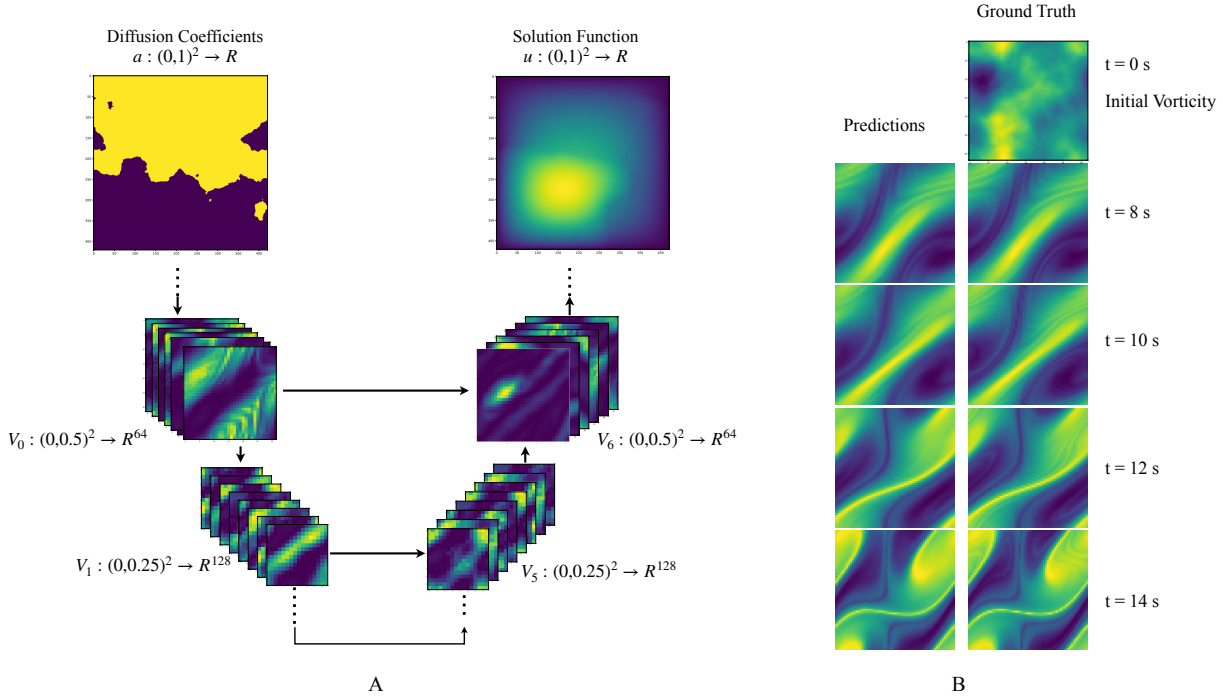 Diffusion Coefficients
a : (0,1)² → R
Solution Function
u : (0,1)² → R
V₀ : (0,0.5)² → R⁶⁴
V₆ : (0,0.5)² → R⁶⁴
V₁ : (0,0.25)² → R¹²⁸
V₅ : (0,0.25)² → R¹²⁸
A
Ground Truth
t = 0 s
Initial Vorticity
Predictions
t = 8 s
t = 10 s
t = 12 s
t = 14 s
B